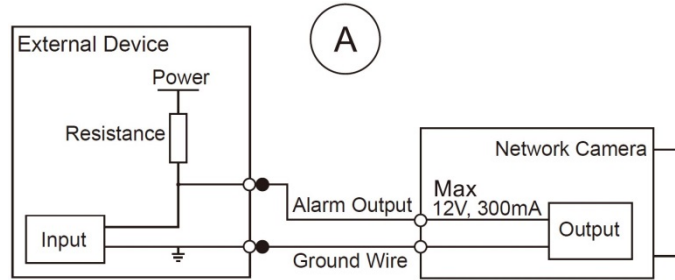 External Device
A
Power
Resistance
Network Camera
Alarm Output
Max
12V, 300mA
Input
Output
Ground Wire